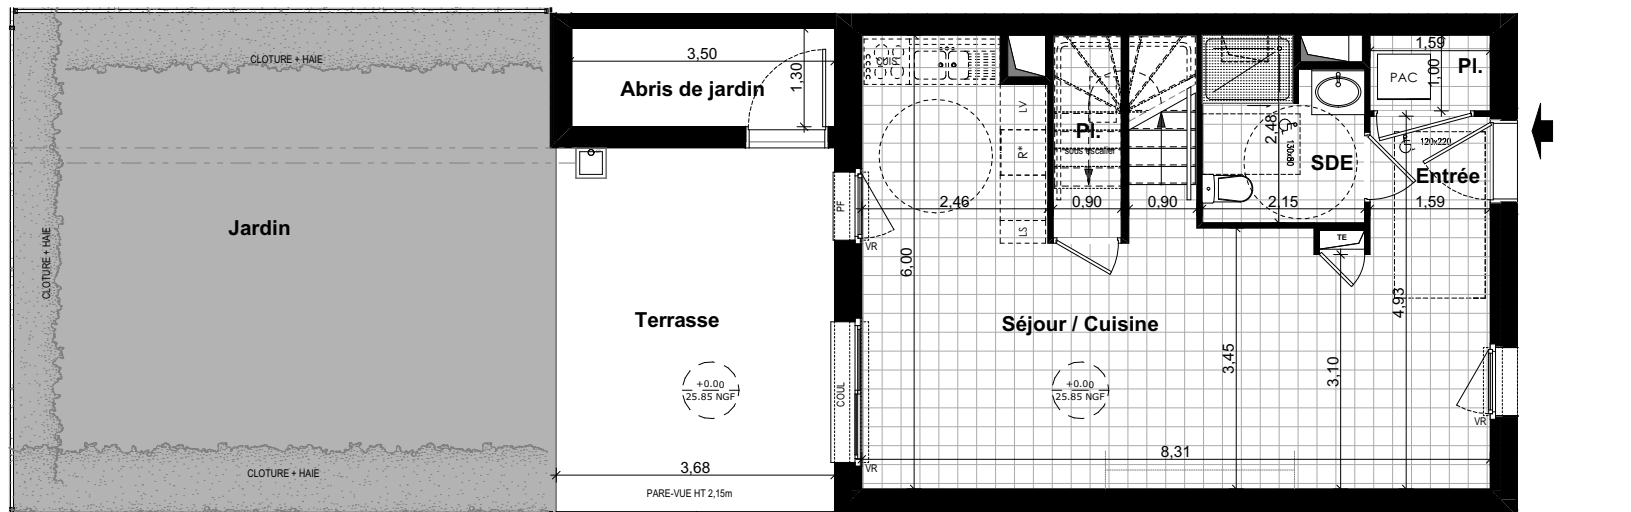 CLOTURE + HAIE
3,50
Abris de jardin
1,30
CUIS.
LV
R*
LS
Pl.
sous escalier
2,48
130x80
SDE
1,59
PAC
1,00
Pl.
120x220
Entrée
2,46
0,90
0,90
2,15
1,59
PF
VR
TE
Jardin
CLOTURE + HAIE
6,00
4,93
Terrasse
Séjour / Cuisine
3,45
3,10
+0.00
25.85 NGF
COUL
+0.00
25.85 NGF
VR
8,31
VR
CLOTURE + HAIE
3,68
PARE-VUE HT 2,15m